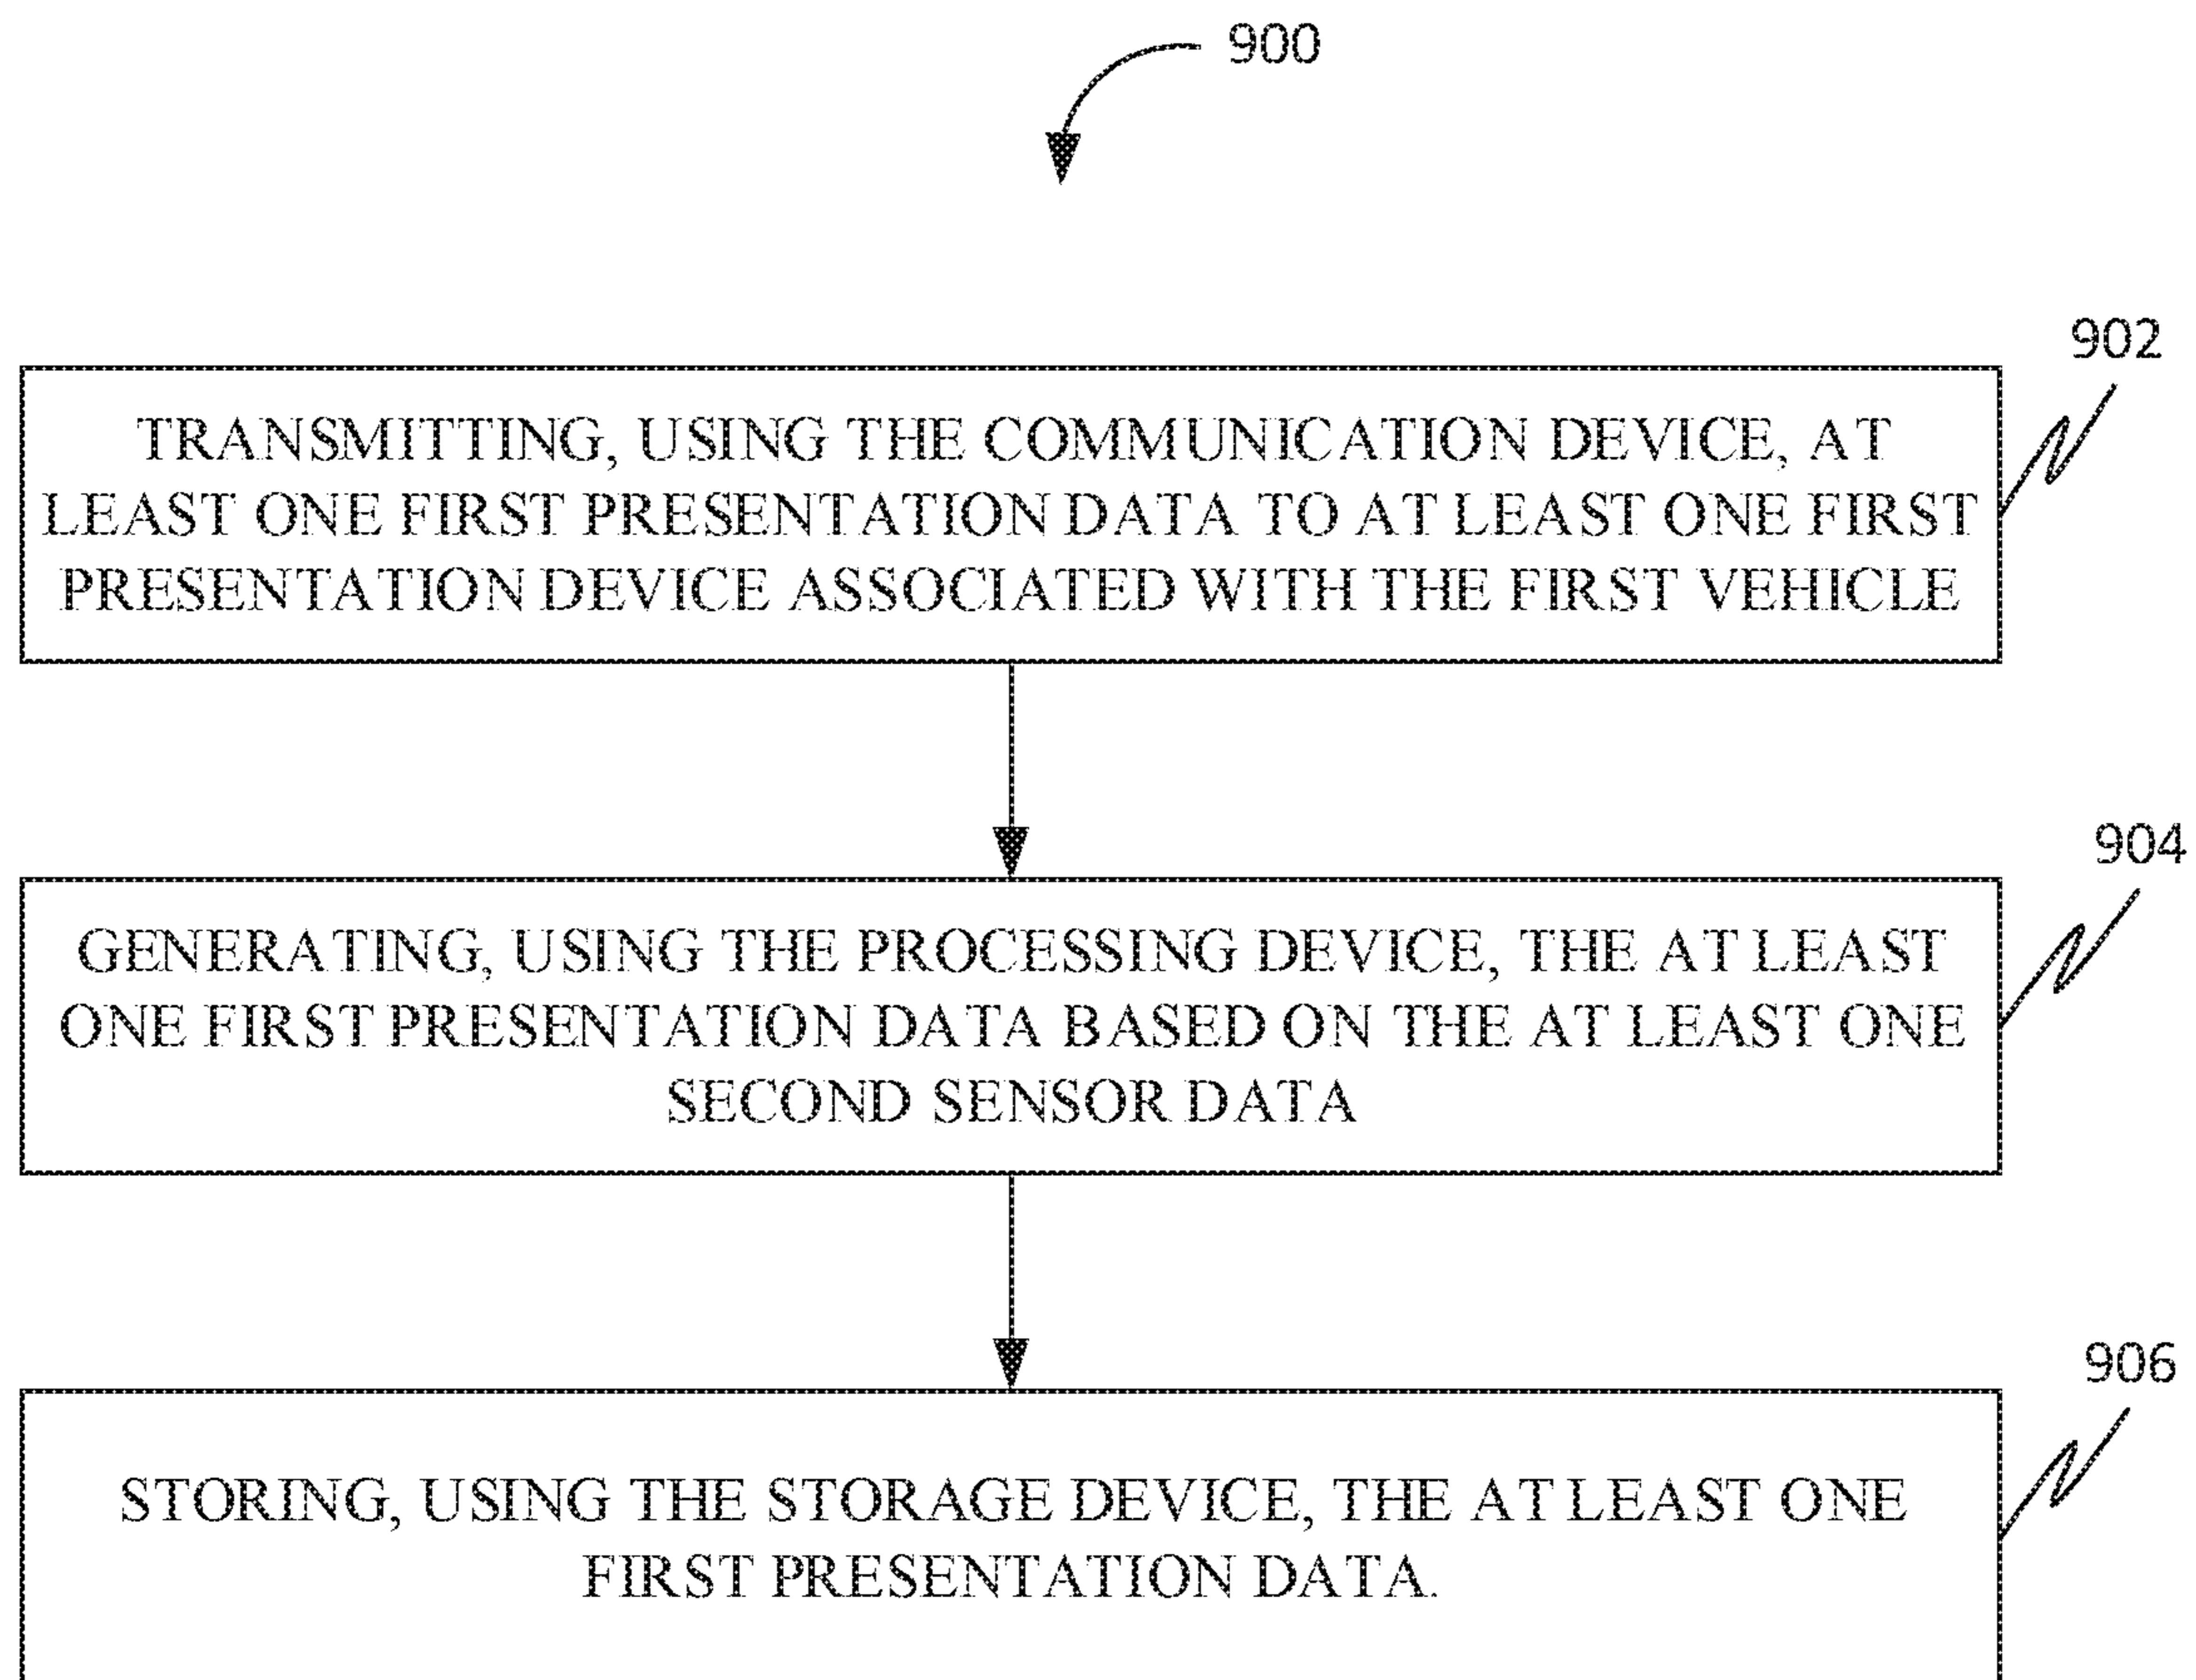 900
902
TRANSMITTING, USING THE COMMUNICATION DEVICE, AT
LEAST ONE FIRST PRESENTATION DATA TO AT LEAST ONE FIRST
PRESENTATION DEVICE ASSOCIATED WITH THE FIRST VEHICLE
904
GENERATING, USING THE PROCESSING DEVICE, THE AT LEAST
ONE FIRST PRESENTATION DATA BASED ON THE AT LEAST ONE
SECOND SENSOR DATA
906
STORING, USING THE STORAGE DEVICE, THE AT LEAST ONE
FIRST PRESENTATION DATA.